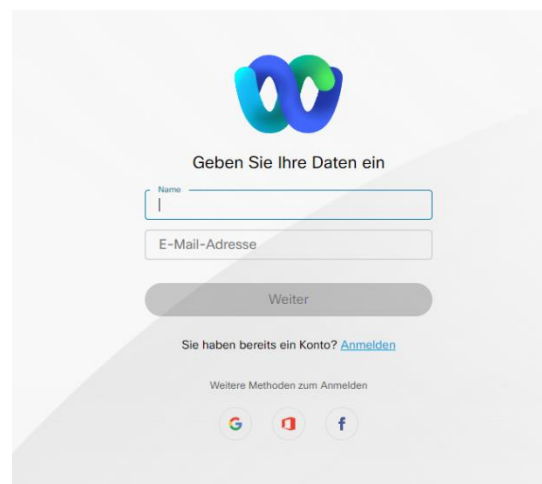 Geben Sie Ihre Daten ein
Name
E-Mail-Adresse
Weiter
Sie haben bereits ein Konto? Anmelden
Weitere Methoden zum Anmelden